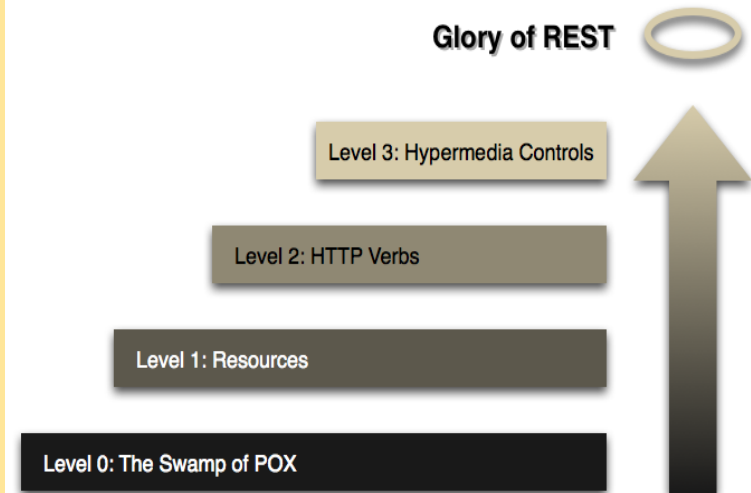 Glory of REST
Level 3: Hypermedia Controls
Level 2: HTTP Verbs
Level 1: Resources
Level 0: The Swamp of POX